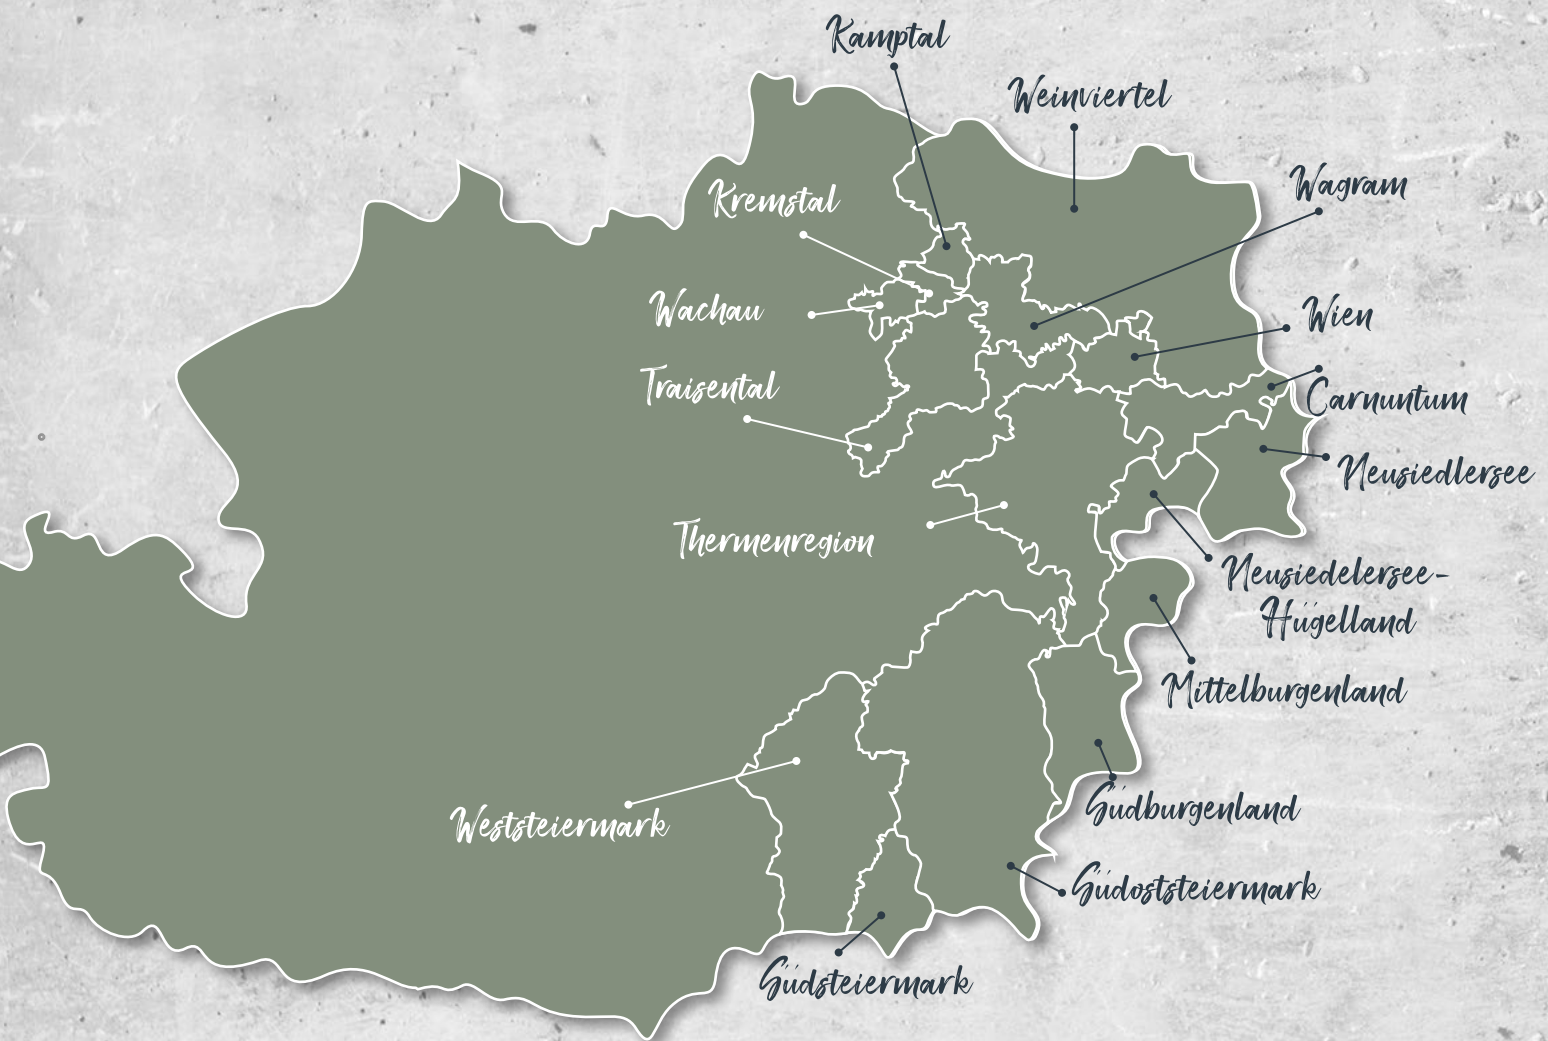 Kamptal
Weinviertel
Wagram
Kremstal
Wachau
Wien
Traisental
Carnuntum
Neusiedlersee
Thermenregion
Neusiedelersee-
Hügelland
Mittelburgenland
Weststeiermark
Südburgenland
Südoststeiermark
Südsteiermark